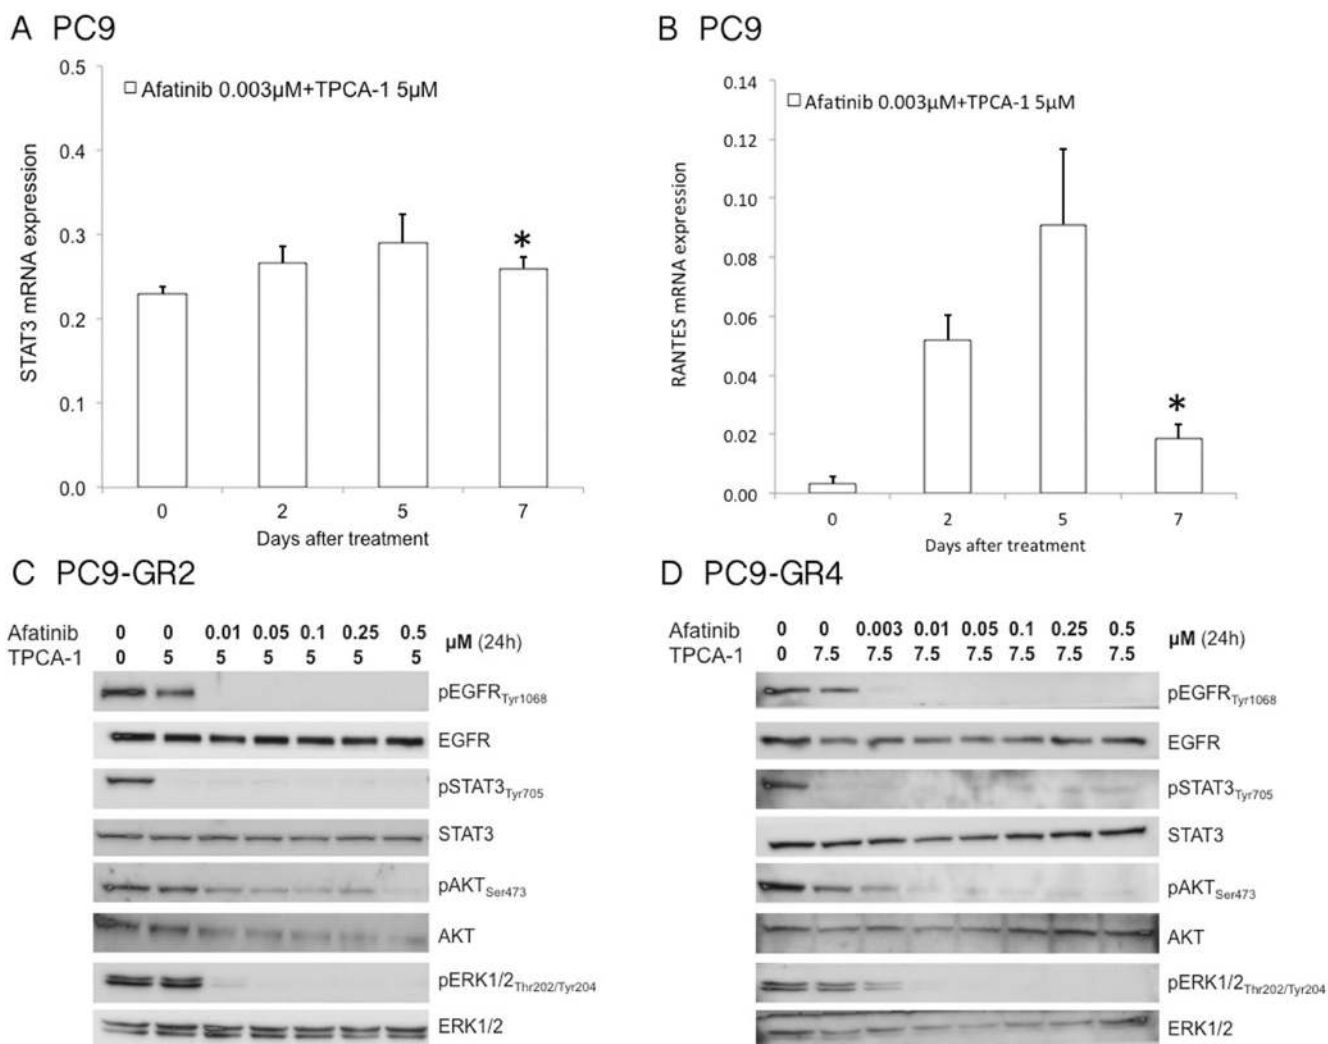 A PC9
0.5
0.4
0.3
0.2
0.1
0.0
STAT3 mRNA expression
Afatinib 0.003µM+TPCA-1 5µM
*
0 2 5 7
Days after treatment
B PC9
0.14
0.12
0.10
0.08
0.06
0.04
0.02
0.00
RANTES mRNA expression
Afatinib 0.003µM+TPCA-1 5µM
*
0 2 5 7
Days after treatment
C PC9-GR2
Afatinib 0 0 0.01 0.05 0.1 0.25 0.5
TPCA-1 0 5 5 5 5 5 5
µM (24h)
pEGFRTyr1068
EGFR
pSTAT3Tyr705
STAT3
pAKTSer473
AKT
pERK1/2Thr202/Tyr204
ERK1/2
D PC9-GR4
Afatinib 0 0 0.003 0.01 0.05 0.1 0.25 0.5
TPCA-1 0 7.5 7.5 7.5 7.5 7.5 7.5 7.5
µM (24h)
pEGFRTyr1068
EGFR
pSTAT3Tyr705
STAT3
pAKTSer473
AKT
pERK1/2Thr202/Tyr204
ERK1/2